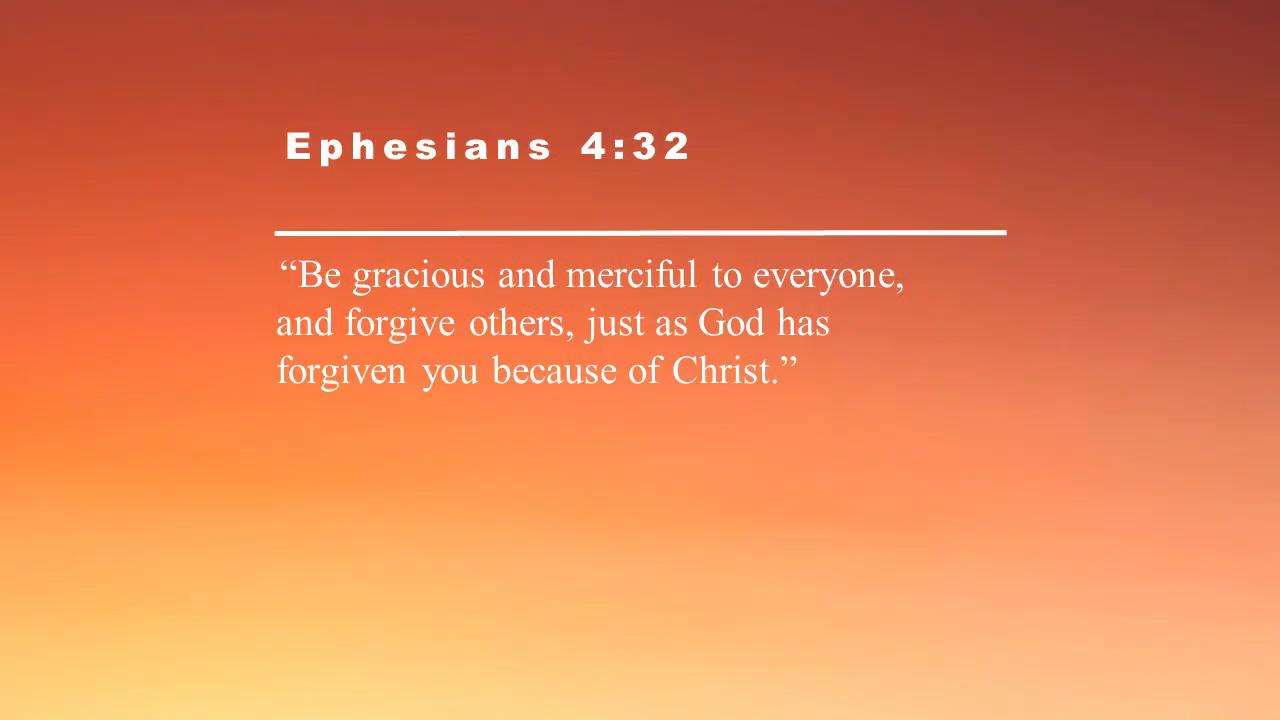 Ephesians 4:32
“Be gracious and merciful to everyone,
and forgive others, just as God has
forgiven you because of Christ.”